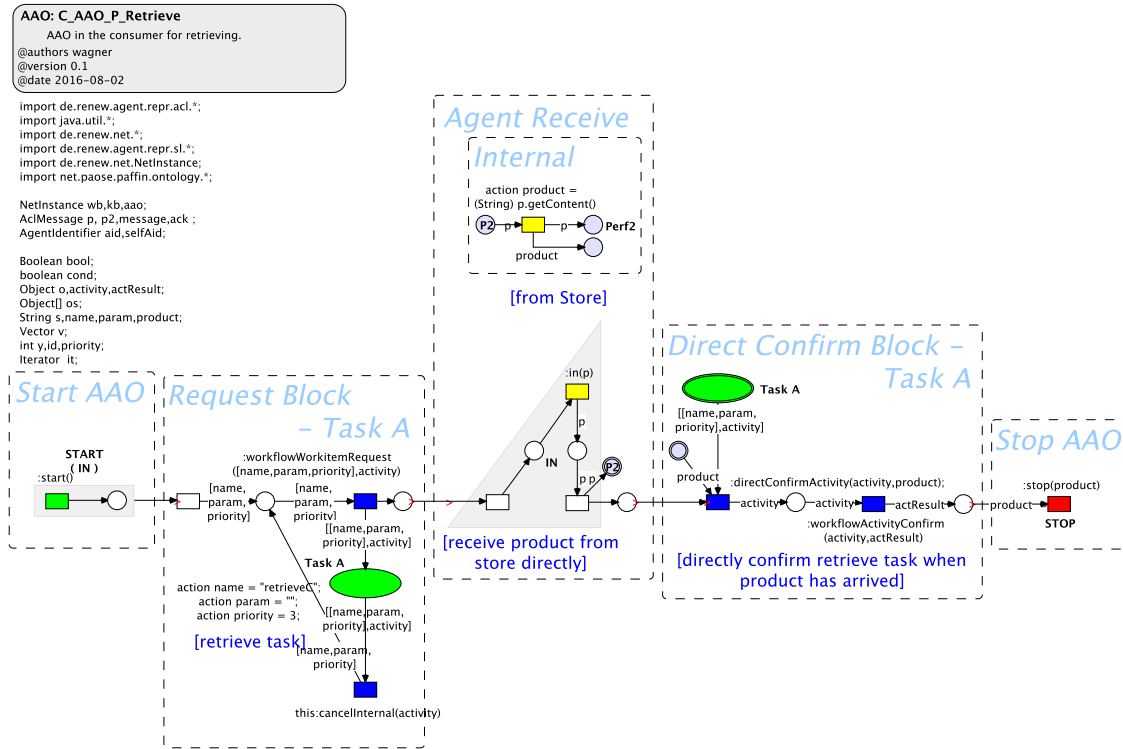 AAO: C_AAO_P_Retrieve
AAO in the consumer for retrieving.
@authors wagner
@version 0.1
@date 2016-08-02
import de.renew.agent.repr.acl.*;
import java.util.*;
import de.renew.net.*;
import de.renew.agent.repr.sl.*;
import de.renew.net.NetInstance;
import net.paose.paffin.ontology.*;
NetInstance wb,kb,aao;
AclMessage p, p2,message,ack ;
AgentIdentifier aid,selfAid;
Boolean bool;
boolean cond;
Object o,activity,actResult;
Object[] os;
String s,name,param,product;
Vector v;
int y,id,priority;
Iterator  it;
Start AAO
START
( IN )
:start()
Request Block
- Task A
:workflowWorkitemRequest
([name,param,priority],activity)
[name,
param,
priority]
[name,
param,
priority]
[[name,param,
priority],activity]
Task A
action name = "retrieveC";
action param = "";
action priority = 3;
[[name,param,
priority],activity]
[retrieve task]
[name,param,
priority]
this:cancelInternal(activity)
Agent Receive
Internal
action product =
(String) p.getContent()
P2
p
p
Perf2
product
[from Store]
:in(p)
p
IN
p
p
P2
[receive product from
store directly]
Direct Confirm Block -
Task A
Task A
[[name,param,
priority],activity]
product
:directConfirmActivity(activity,product);
activity
activity
actResult
:workflowActivityConfirm
(activity,actResult)
[directly confirm retrieve task when
product has arrived]
Stop AAO
:stop(product)
product
STOP